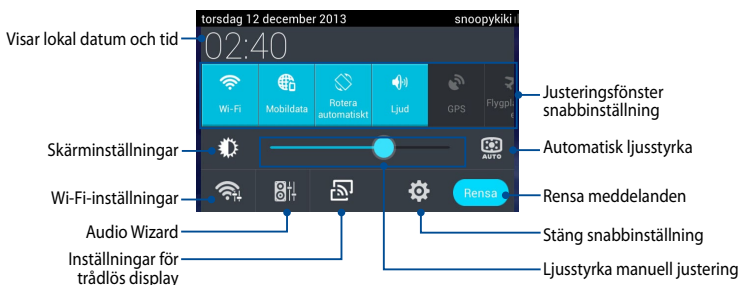 torsdag 12 december 2013 snoopykiki
Visar lokal datum och tid
02:40
Wi-Fi
Mobildata
Rotera
automatiskt
Ljud
GPS
Flygpla
e
Justeringsfönster
snabbinställning
Skärminställningar
AUTO
Automatisk ljusstyrka
Wi-Fi-inställningar
Rensa
Rensa meddelanden
Audio Wizard
Stäng snabbinställning
Inställningar för
trådlös display
Ljusstyrka manuell justering